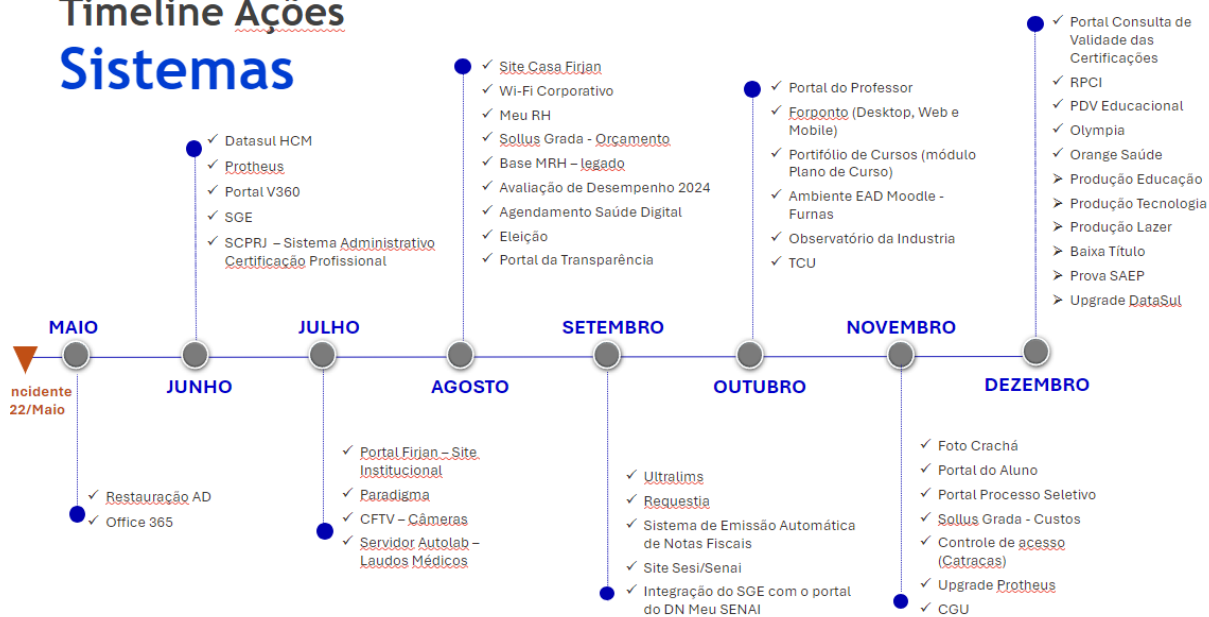 Timeline Ações
Sistemas
MAIO
ncidente
22/Maio
✓ Restauração AD
✓ Office 365
JUNHO
✓ Datasul HCM
✓ Protheus
✓ Portal V360
✓ SGE
✓ SCPRJ – Sistema Administrativo
Certificação Profissional
JULHO
✓ Portal Firjan – Site
Institucional
✓ Paradigma
✓ CFTV – Câmeras
✓ Servidor Autolab –
Laudos Médicos
AGOSTO
✓ Site Casa Firjan
✓ Wi-Fi Corporativo
✓ Meu RH
✓ Sollus Grada - Orçamento
✓ Base MRH – legado
✓ Avaliação de Desempenho 2024
✓ Agendamento Saúde Digital
✓ Eleição
✓ Portal da Transparência
SETEMBRO
✓ Ultralims
✓ Requestia
✓ Sistema de Emissão Automática
de Notas Fiscais
✓ Site Sesi/Senai
✓ Integração do SGE com o portal
do DN Meu SENAI
OUTUBRO
✓ Portal do Professor
✓ Forponto (Desktop, Web e
Mobile)
✓ Portifólio de Cursos (módulo
Plano de Curso)
✓ Ambiente EAD Moodle -
Furnas
✓ Observatório da Industria
✓ TCU
NOVEMBRO
✓ Foto Crachá
✓ Portal do Aluno
✓ Portal Processo Seletivo
✓ Sollus Grada - Custos
✓ Controle de acesso
(Catracas)
✓ Upgrade Protheus
✓ CGU
DEZEMBRO
✓ Portal Consulta de
Validade das
Certificações
✓ RPCI
✓ PDV Educacional
✓ Olympia
✓ Orange Saúde
➢ Produção Educação
➢ Produção Tecnologia
➢ Produção Lazer
➢ Baixa Título
➢ Prova SAEP
➢ Upgrade DataSul